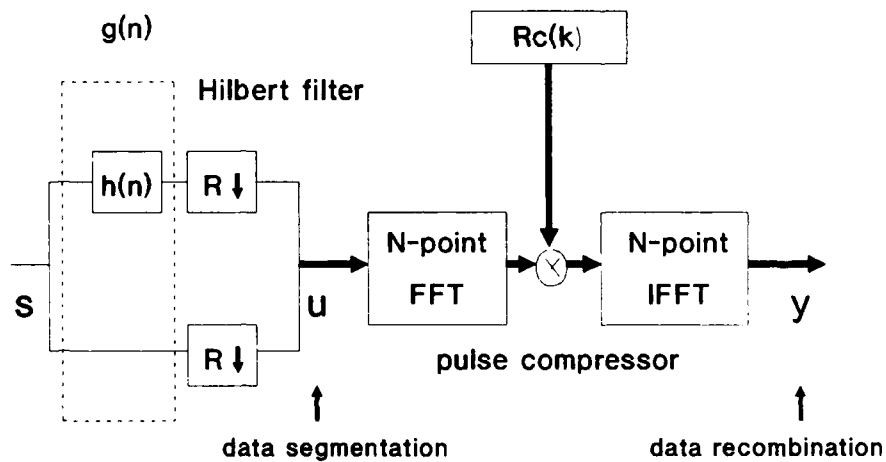 g(n)
Rc(k)
Hilbert filter
h(n)
R ↓
N-point
FFT
X
N-point
IFFT
s
u
y
R ↓
pulse compressor
data segmentation
data recombination